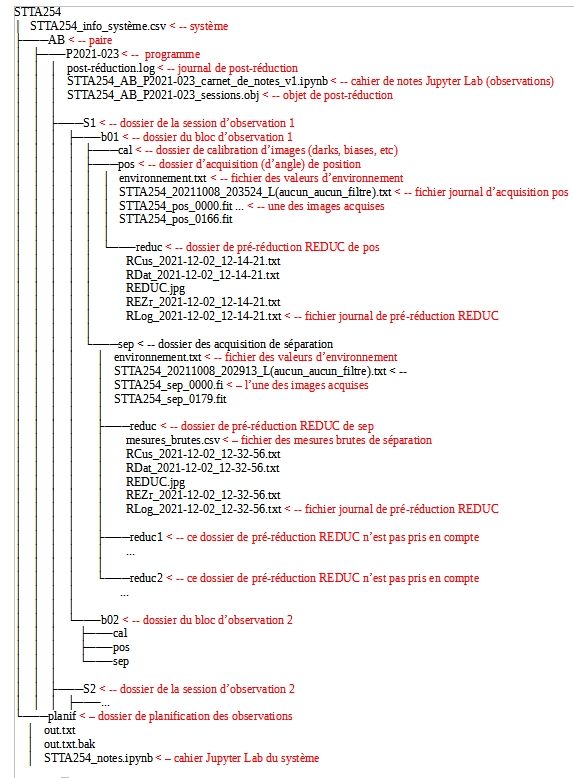 STTA254
STTA254_info_système.csv < -- système
AB < -- paire
P2021-023 < -- programme
post-réduction.log < -- journal de post-réduction
STTA254_AB_P2021-023_carnet_de_notes_v1.ipynb < -- cahier de notes Jupyter Lab (observations)
STTA254_AB_P2021-023_sessions.obj < -- objet de post-réduction
S1 < -- dossier de la session d'observation 1
b01 < -- dossier du bloc d'observation 1
cal < -- dossier de calibration d'images (darks, biases, etc)
pos < -- dossier d'acquisition (d'angle) de position
environnement.txt < -- fichier des valeurs d'environnement
STTA254_20211008_203524_L(aucun_aucun_filtre).txt < -- fichier journal d'acquisition pos
STTA254_pos_0000.fit ... < -- une des images acquises
STTA254_pos_0166.fit
reduc < -- dossier de pré-réduction REDUC de pos
RCus_2021-12-02_12-14-21.txt
RDat_2021-12-02_12-14-21.txt
REDUC.jpg
REZr_2021-12-02_12-14-21.txt
RLog_2021-12-02_12-14-21.txt < -- fichier journal de pré-réduction REDUC
sep < -- dossier des acquisition de séparation
environnement.txt < -- fichier des valeurs d'environnement
STTA254_20211008_202913_L(aucun_aucun_filtre).txt < --
STTA254_sep_0000.fi < – l'une des images acquises
STTA254_sep_0179.fit
reduc < -- dossier de pré-réduction REDUC de sep
mesures_brutes.csv < – fichier des mesures brutes de séparation
RCus_2021-12-02_12-32-56.txt
RDat_2021-12-02_12-32-56.txt
REDUC.jpg
REZr_2021-12-02_12-32-56.txt
RLog_2021-12-02_12-32-56.txt < -- fichier journal de pré-réduction REDUC
reduc1 < -- ce dossier de pré-réduction REDUC n'est pas pris en compte
...
reduc2 < -- ce dossier de pré-réduction REDUC n'est pas pris en compte
...
b02 < -- dossier du bloc d'observation 2
cal
pos
sep
S2 < -- dossier de la session d'observation 2
...
planif < – dossier de planification des observations
out.txt
out.txt.bak
STTA254_notes.ipynb < – cahier Jupyter Lab du système